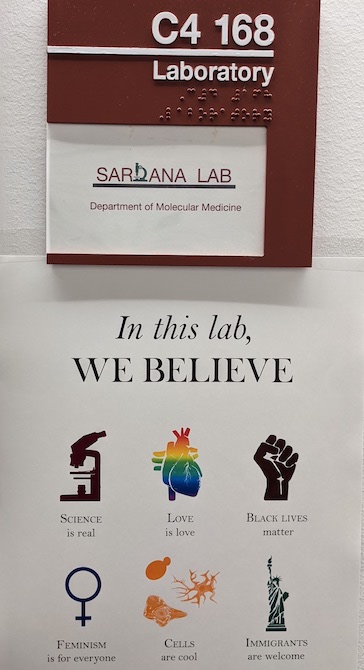 C4 168
Laboratory
SARDANA LAB
Department of Molecular Medicine
In this lab,
WE BELIEVE
SCIENCE
is real
LOVE
is love
BLACK LIVES
matter
FEMINISM
is for everyone
CELLS
are cool
IMMIGRANTS
are welcome